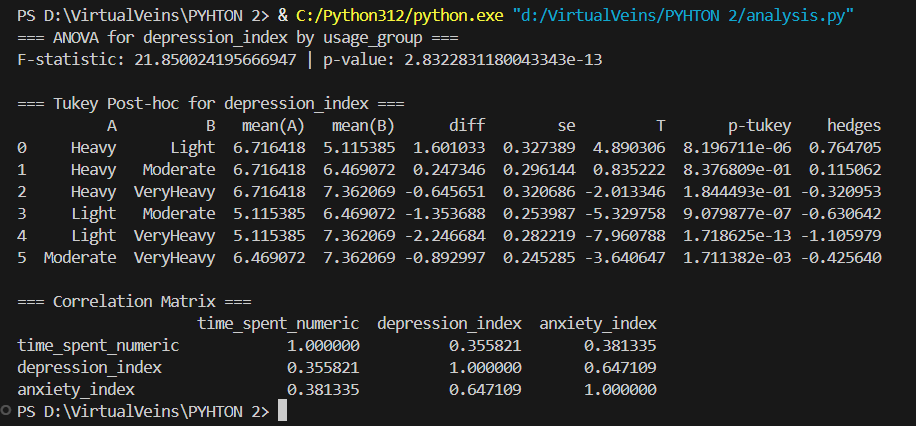 PS D:\VirtualVeins\PYHTON 2> & C:/Python312/python.exe "d:/VirtualVeins/PYHTON 2/analysis.py"
=== ANOVA for depression_index by usage_group ===
F-statistic: 21.850024195666947 | p-value: 2.8322831180043343e-13
=== Tukey Post-hoc for depression_index ===
A B mean(A) mean(B) diff se T p-tukey hedges
0 Heavy Light 6.716418 5.115385 1.601033 0.327389 4.890306 8.196711e-06 0.764705
1 Heavy Moderate 6.716418 6.469072 0.247346 0.296144 0.835222 8.376809e-01 0.115062
2 Heavy VeryHeavy 6.716418 7.362069 -0.645651 0.320686 -2.013346 1.844493e-01 -0.320953
3 Light Moderate 5.115385 6.469072 -1.353688 0.253987 -5.329758 9.079877e-07 -0.630642
4 Light VeryHeavy 5.115385 7.362069 -2.246684 0.282219 -7.960788 1.718625e-13 -1.105979
5 Moderate VeryHeavy 6.469072 7.362069 -0.892997 0.245285 -3.640647 1.711382e-03 -0.425640
=== Correlation Matrix ===
time_spent_numeric depression_index anxiety_index
time_spent_numeric 1.000000 0.355821 0.381335
depression_index 0.355821 1.000000 0.647109
anxiety_index 0.381335 0.647109 1.000000
PS D:\VirtualVeins\PYHTON 2>